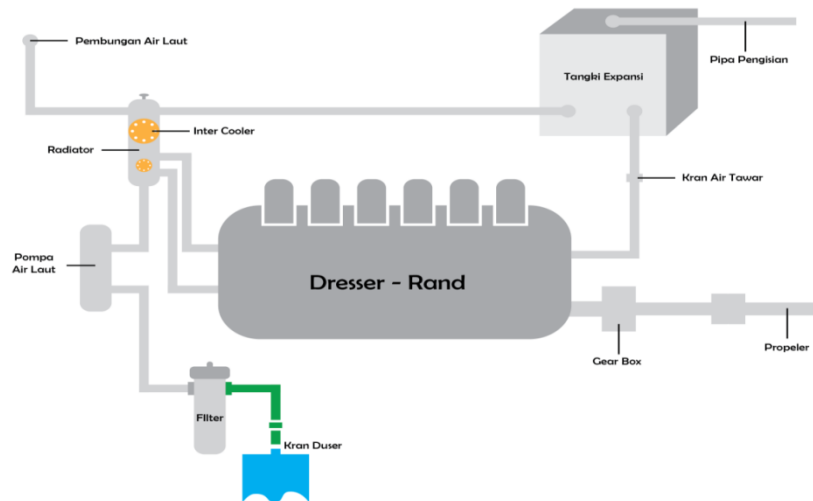 Pembungan Air Laut
Pipa Pengisian
Tangki Expansi
Inter Cooler
Radiator
Kran Air Tawar
Pompa
Air Laut
Dresser - Rand
Gear Box
Propeler
FIlter
Kran Duser